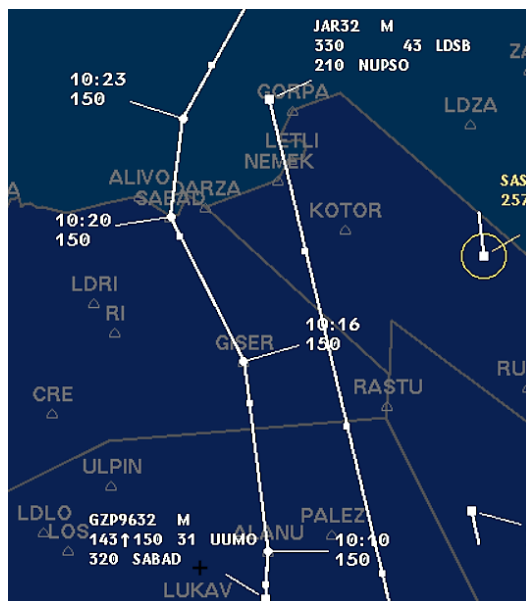 JAR32 M
330 43 LDSB
210 NUPSO
10:23
150
GORPA
ZA
LDZA
LETLI
NEMEK
SAS
257
ALIVO
DARZA
SABAD
A
KOTOR
10:20
150
LDRI
RI
10:16
150
GISER
RASTU
RU
CRE
ULPIN
LDLO
LOS
GZP9632 M
143↑150 31 UUMO
320 SABAD
ALANU
PALEZ
10:10
150
LUKAV